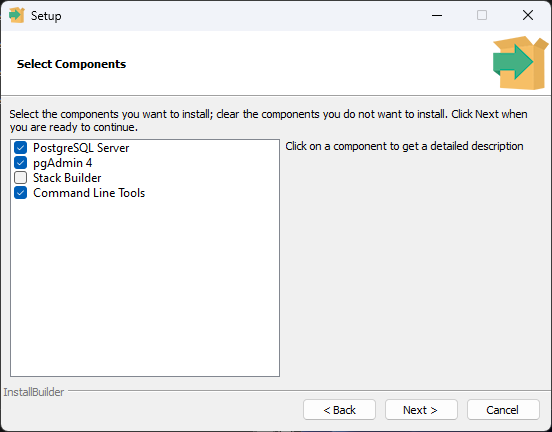 Setup
Select Components
Select the components you want to install; clear the components you do not want to install. Click Next when
you are ready to continue.
PostgreSQL Server
Click on a component to get a detailed description
pgAdmin 4
Stack Builder
Command Line Tools
InstallBuilder
< Back
Next >
Cancel